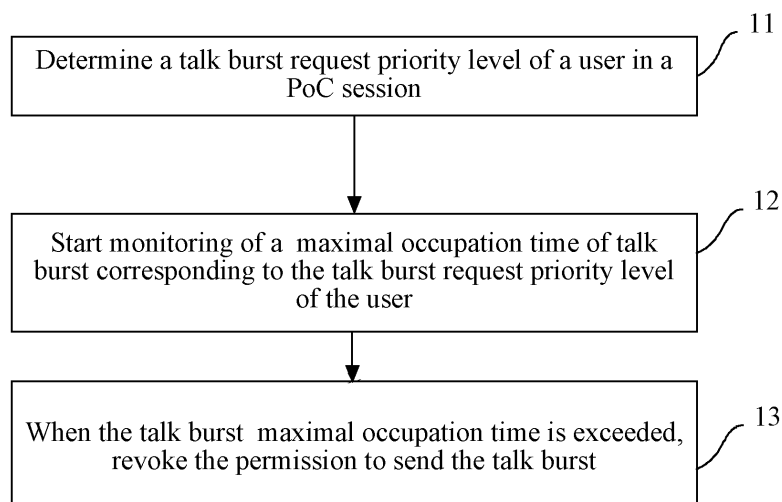 11
Determine a talk burst request priority level of a user in a
PoC session
12
Start monitoring of a maximal occupation time of talk
burst corresponding to the talk burst request priority level
of the user
13
When the talk burst maximal occupation time is exceeded,
revoke the permission to send the talk burst